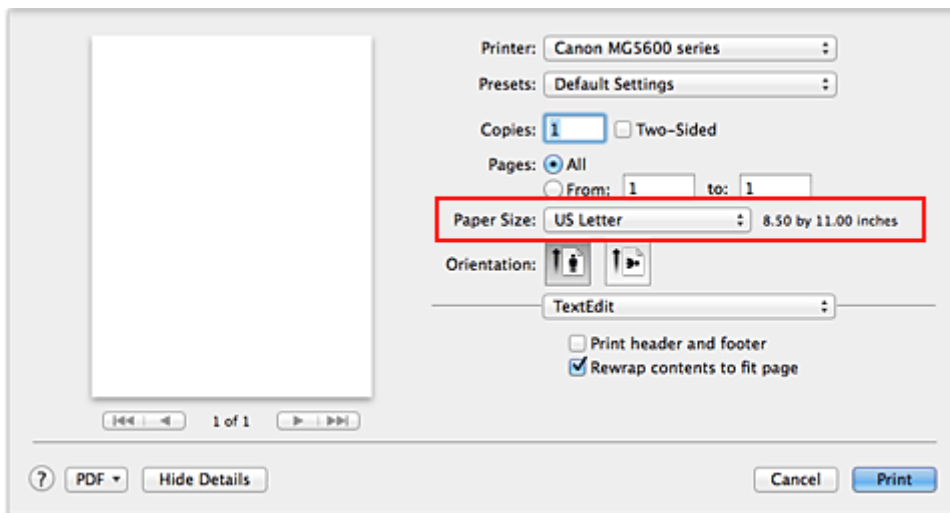 Printer: Canon MG5600 series
Presets: Default Settings
Copies: 1 Two-Sided
Pages: All
From: 1 to: 1
Paper Size: US Letter 8.50 by 11.00 inches
Orientation:
TextEdit
Print header and footer
Rewrap contents to fit page
1 of 1
? PDF Hide Details Cancel Print